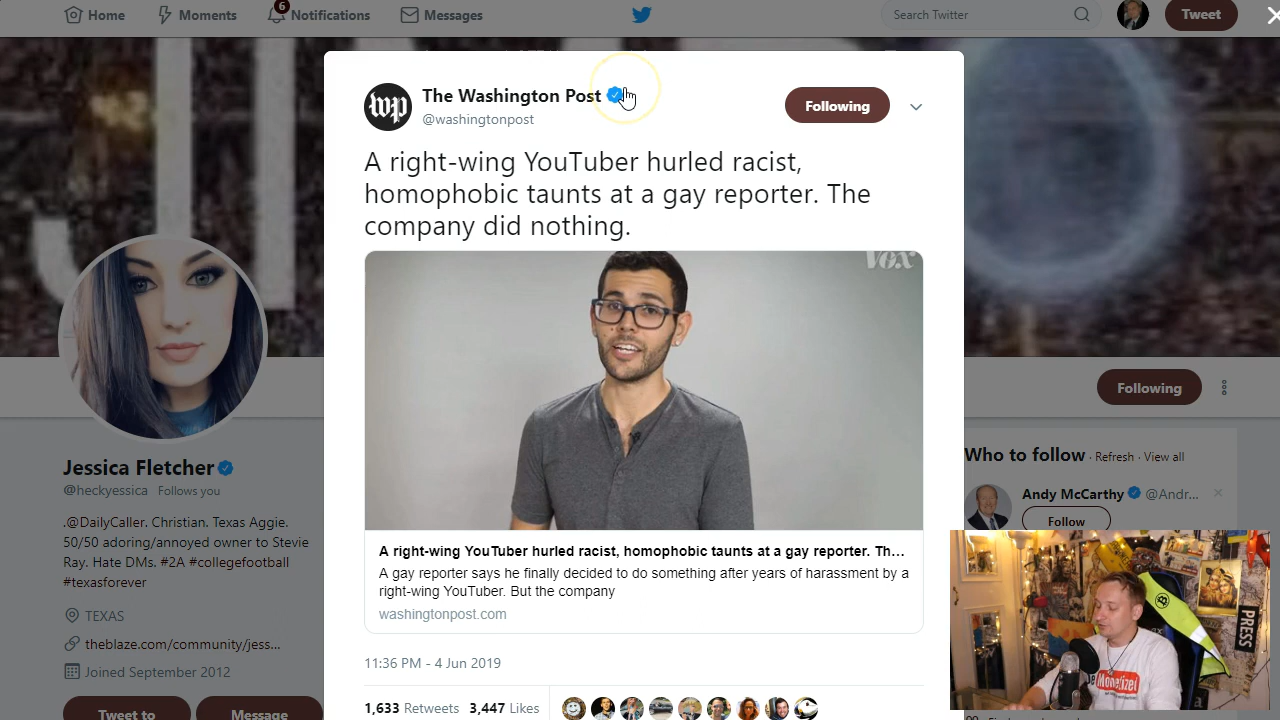 Home
Moments
6
Notifications
Messages
Search Twitter
Tweet
wp
The Washington Post
@washingtonpost
Following
A right-wing YouTuber hurled racist,
homophobic taunts at a gay reporter. The
company did nothing.
Vox
A right-wing YouTuber hurled racist, homophobic taunts at a gay reporter. Th...
A gay reporter says he finally decided to do something after years of harassment by a
right-wing YouTuber. But the company
washingtonpost.com
11:36 PM - 4 Jun 2019
1,633 Retweets 3,447 Likes
Jessica Fletcher
@heckyessica Follows you
.@DailyCaller. Christian. Texas Aggie.
50/50 adoring/annoyed owner to Stevie
Ray. Hate DMs. #2A #collegefootball
#texasforever
TEXAS
theblaze.com/community/jess...
Joined September 2012
Tweet to
Message
Following
Who to follow · Refresh · View all
Andy McCarthy @Andr...
Follow
PRESS
Monetize!